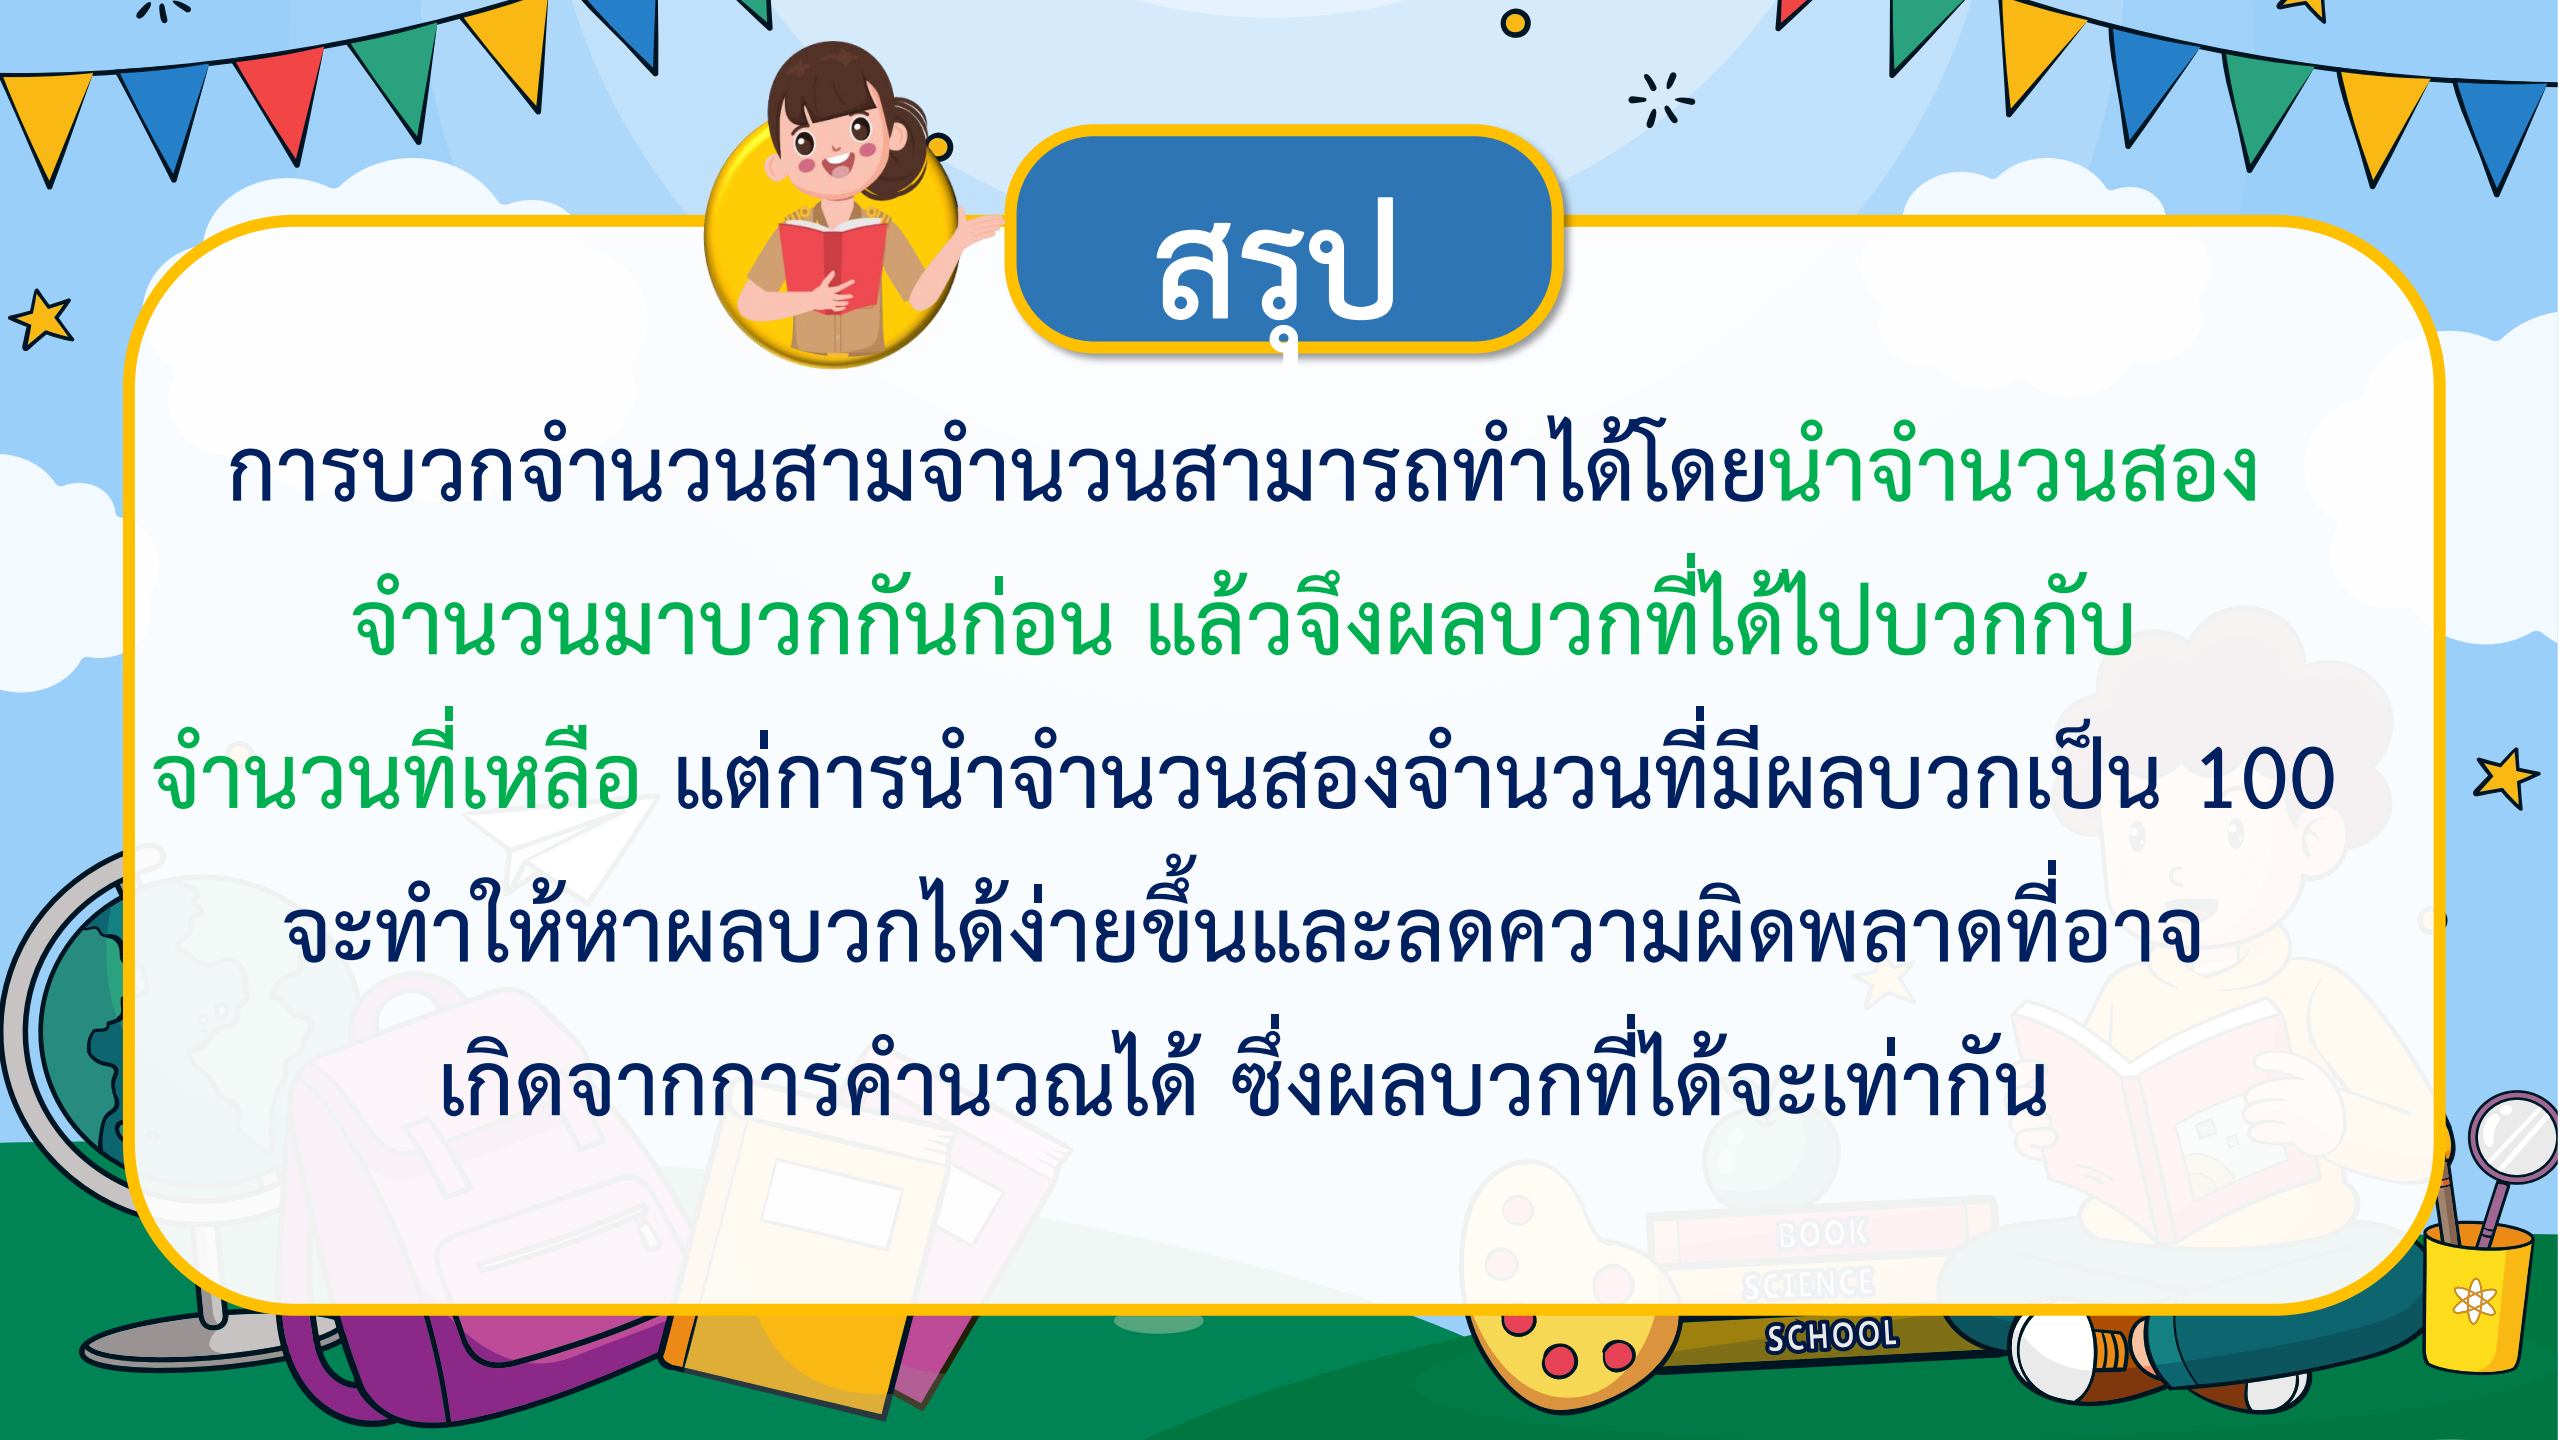 สรุป
การบวกจำนวนสามจำนวนสามารถทำได้โดยนำจำนวนสอง
จำนวนมาบวกกันก่อน แล้วจึงผลบวกที่ได้ไปบวกกับ
จำนวนที่เหลือ แต่การนำจำนวนสองจำนวนที่มีผลบวกเป็น 100
จะทำให้หาผลบวกได้ง่ายขึ้นและลดความผิดพลาดที่อาจ
เกิดจากการคำนวณได้ ซึ่งผลบวกที่ได้จะเท่ากัน
BOOK
SCIENCE
SCHOOL